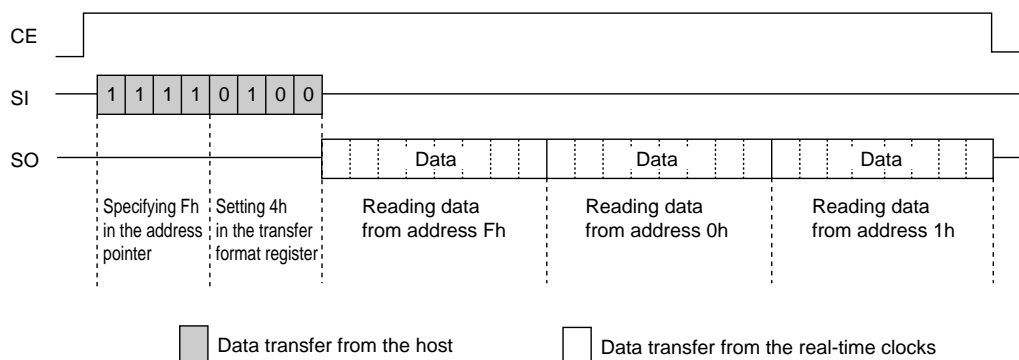 CE
SI
1 1 1 1 0 1 0 0
SO
Data
Data
Data
Specifying Fh
in the address
pointer
Setting 4h
in the transfer
format register
Reading data
from address Fh
Reading data
from address 0h
Reading data
from address 1h
Data transfer from the host
Data transfer from the real-time clocks